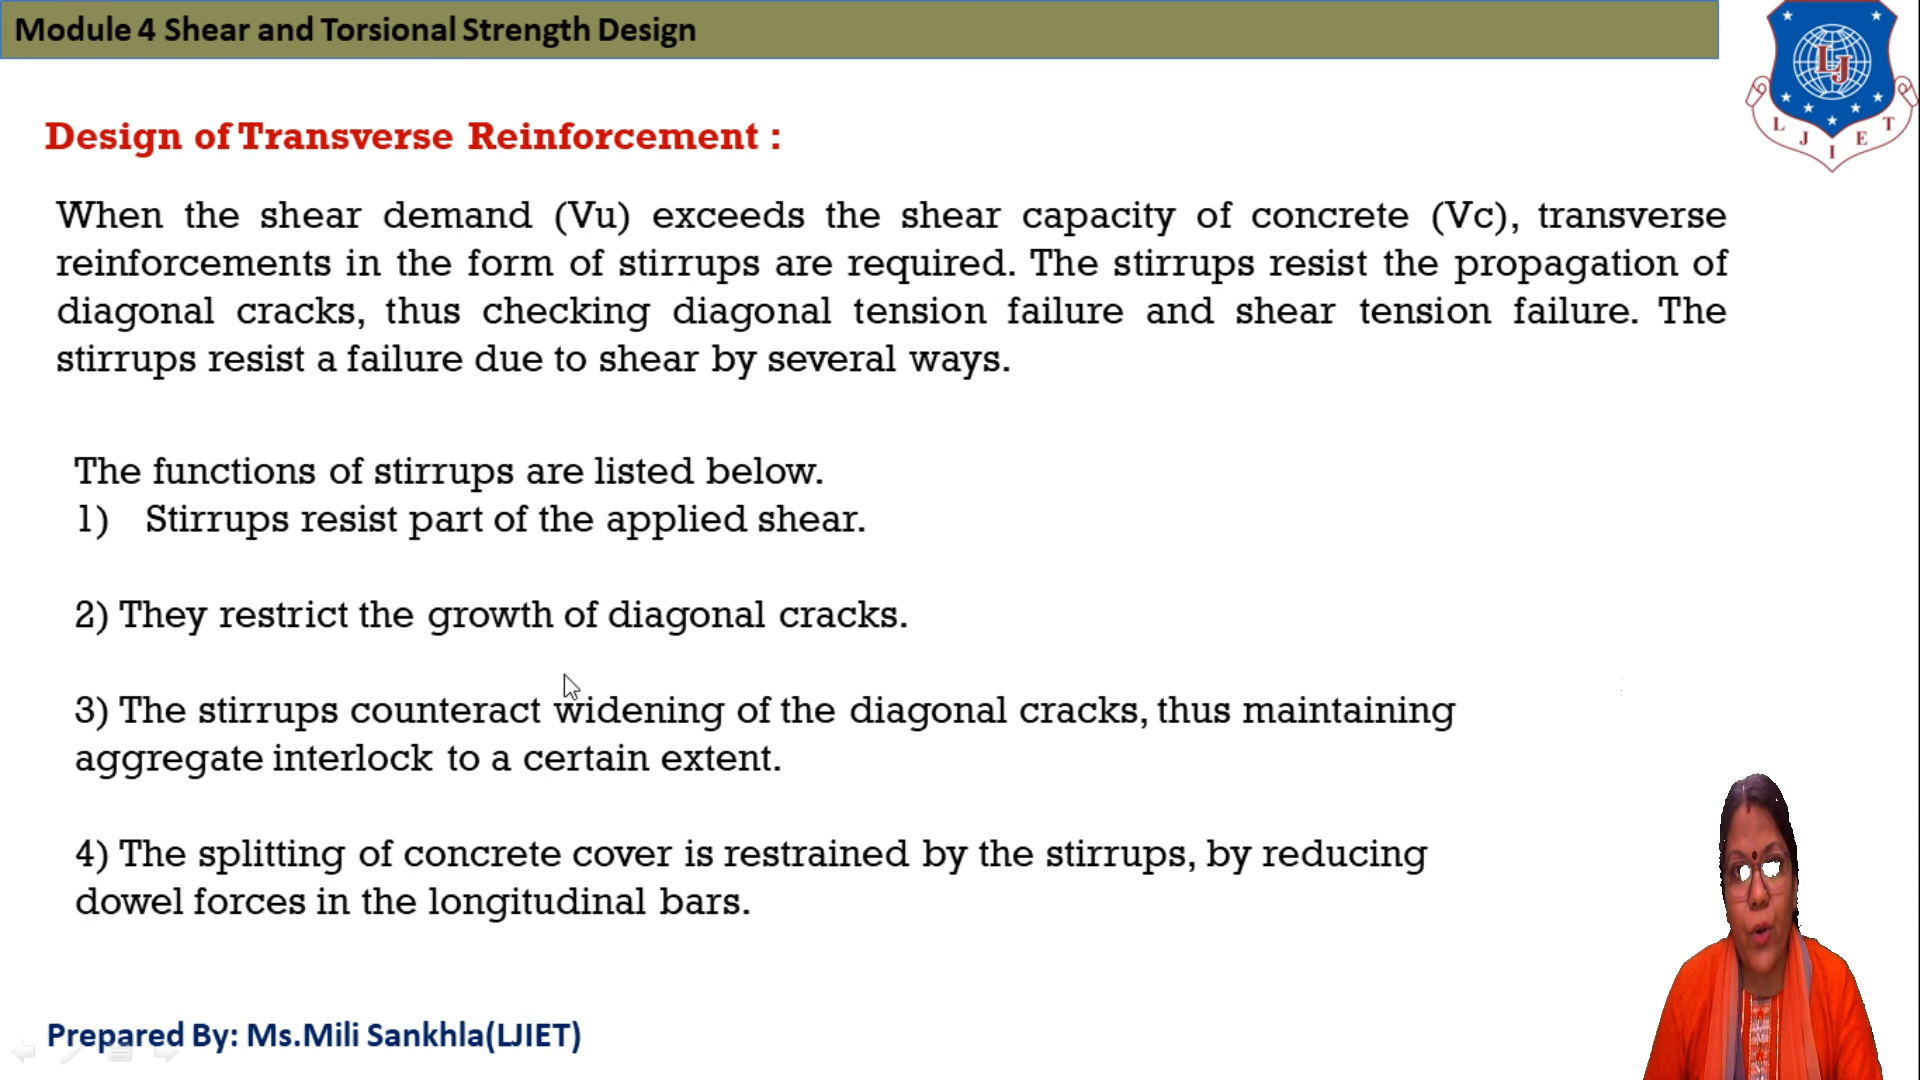 Module 4 Shear and Torsional Strength Design
LJ
L J I E T
Design of Transverse Reinforcement :
When the shear demand (Vu) exceeds the shear capacity of concrete (Vc), transverse
reinforcements in the form of stirrups are required. The stirrups resist the propagation of
diagonal cracks, thus checking diagonal tension failure and shear tension failure. The
stirrups resist a failure due to shear by several ways.
The functions of stirrups are listed below.
1) Stirrups resist part of the applied shear.
2) They restrict the growth of diagonal cracks.
3) The stirrups counteract widening of the diagonal cracks, thus maintaining
aggregate interlock to a certain extent.
4) The splitting of concrete cover is restrained by the stirrups, by reducing
dowel forces in the longitudinal bars.
Prepared By: Ms.Mili Sankhla(LJIET)